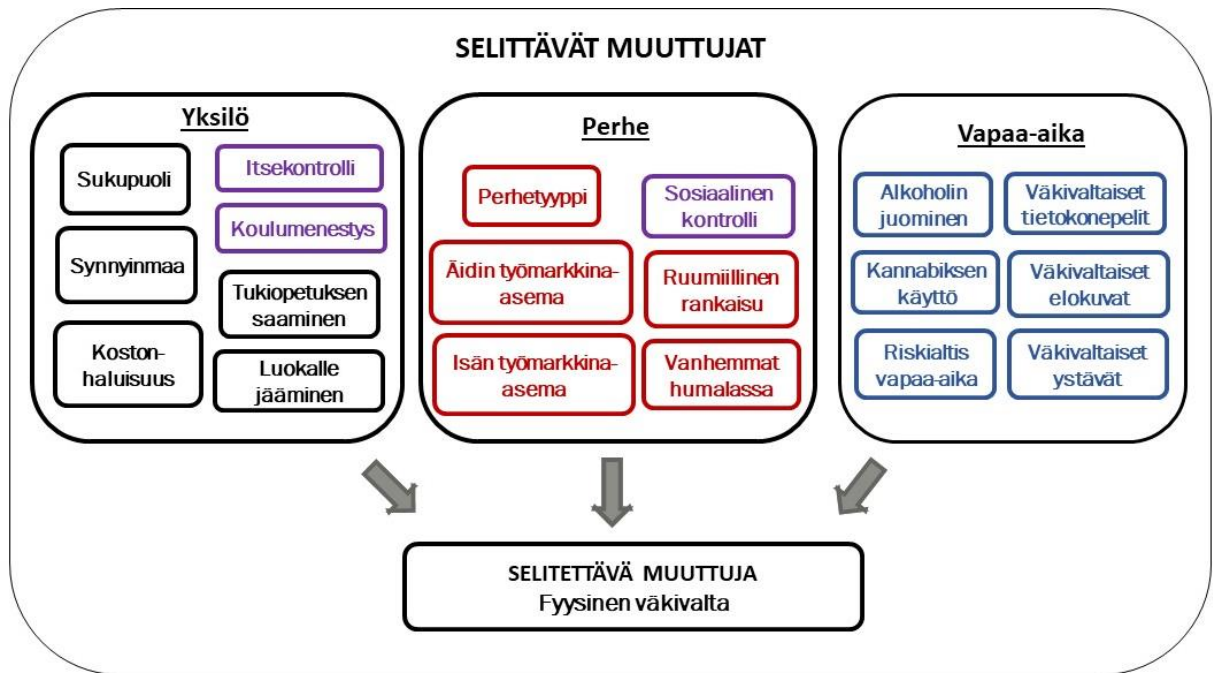 SELITTÄVÄT MUUTTUJAT
Yksilö
Sukupuoli
Synnyinmaa
Koston-
haluisuus
Itsekontrolli
Koulumenestys
Tukiopetuksen
saaminen
Luokalle
jääminen
Perhe
Perhetyyppi
Äidin työmarkkina-
asema
Isän työmarkkina-
asema
Sosiaalinen
kontrolli
Ruumiillinen
rankaisu
Vanhemmat
humalassa
Vapaa-aika
Alkoholin
juominen
Kannabiksen
käyttö
Riskialtis
vapaa-aika
Väkivaltaiset
tietokonepelit
Väkivaltaiset
elokuvat
Väkivaltaiset
ystävät
SELITETTÄVÄ MUUTTUJA
Fyysinen väkivalta